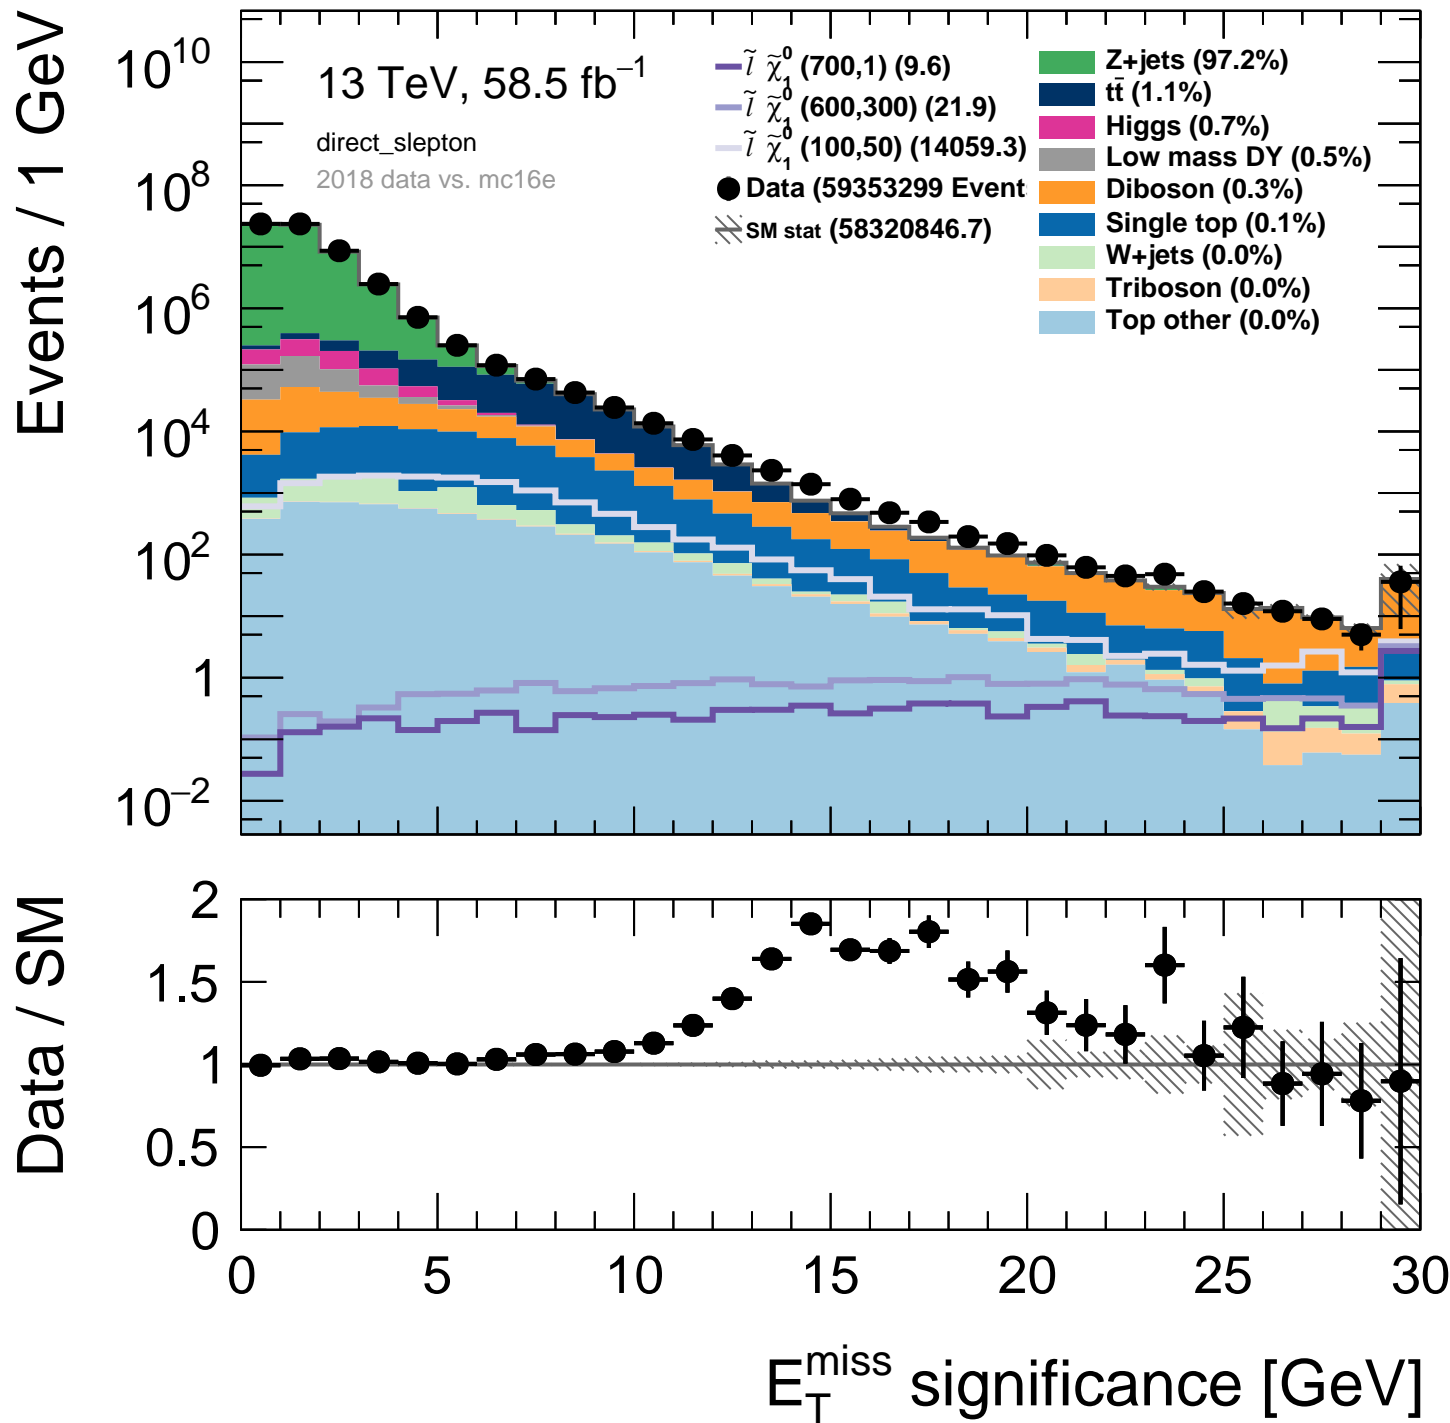 Events / 1 GeV
10¹⁰
10⁸
10⁶
10⁴
10²
1
10⁻²
13 TeV, 58.5 fb⁻¹
direct_slepton
2018 data vs. mc16e
l̃ χ̃₁⁰ (700,1) (9.6)
l̃ χ̃₁⁰ (600,300) (21.9)
l̃ χ̃₁⁰ (100,50) (14059.3)
Data (59353299 Event
SM stat (58320846.7)
Z+jets (97.2%)
tt̄ (1.1%)
Higgs (0.7%)
Low mass DY (0.5%)
Diboson (0.3%)
Single top (0.1%)
W+jets (0.0%)
Triboson (0.0%)
Top other (0.0%)
Data / SM
2
1.5
1
0.5
0
0 5 10 15 20 25 30
E_T^miss significance [GeV]